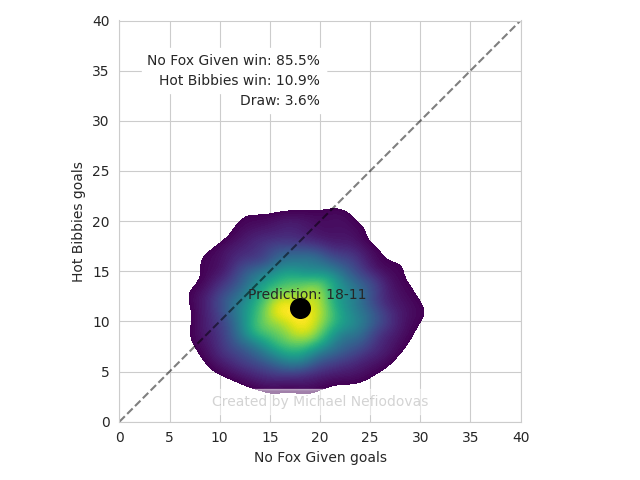 No Fox Given win: 85.5%
Hot Bibbies win: 10.9%
Draw: 3.6%
Prediction: 18-11
Created by Michael Nefiodovas
Hot Bibbies goals
40
35
30
25
20
15
10
5
0
0 5 10 15 20 25 30 35 40
No Fox Given goals